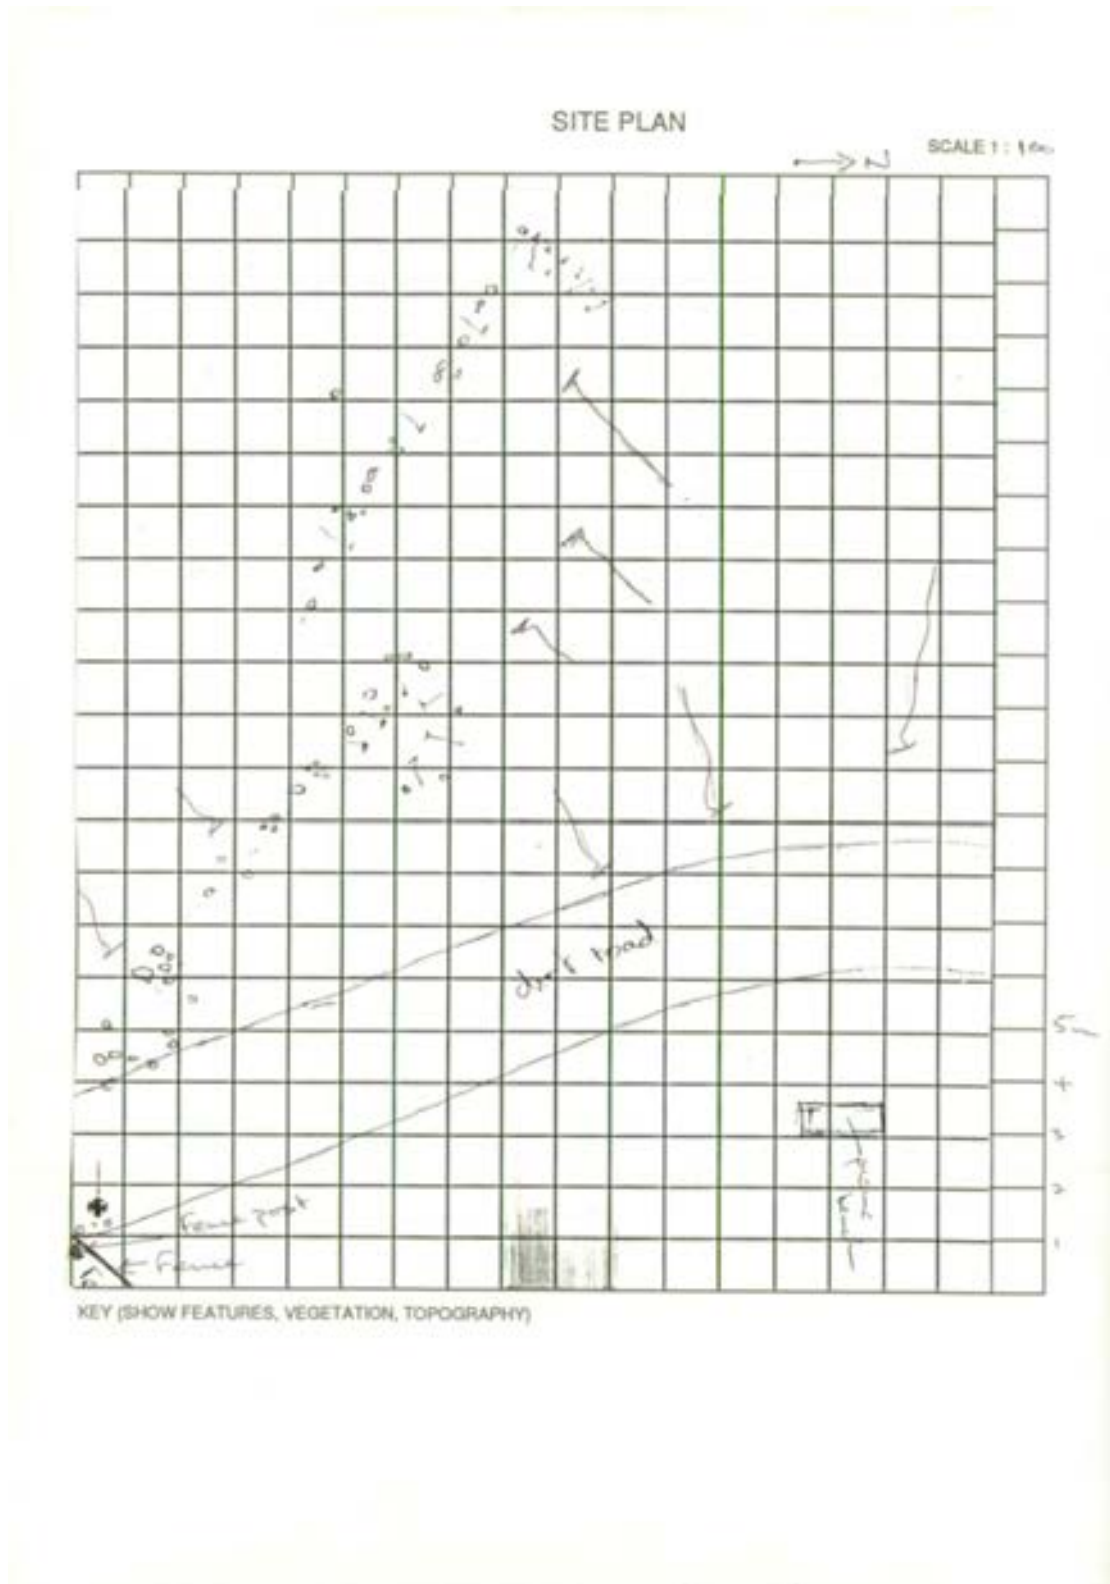 SITE PLAN
SCALE 1 : 100
N
road
5m
4
3
2
1
Fence post
Fence
KEY (SHOW FEATURES, VEGETATION, TOPOGRAPHY)